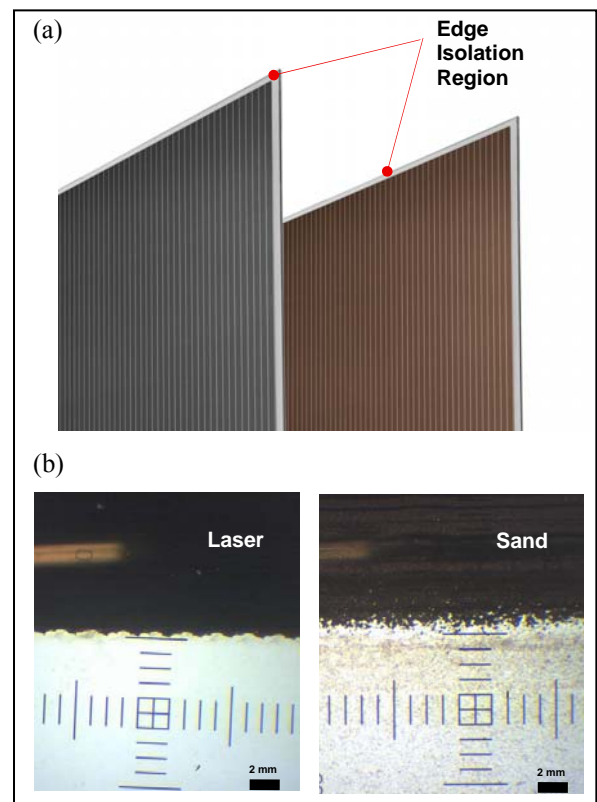 (a)
Edge
Isolation
Region
(b)
Laser
Sand
2 mm
2 mm